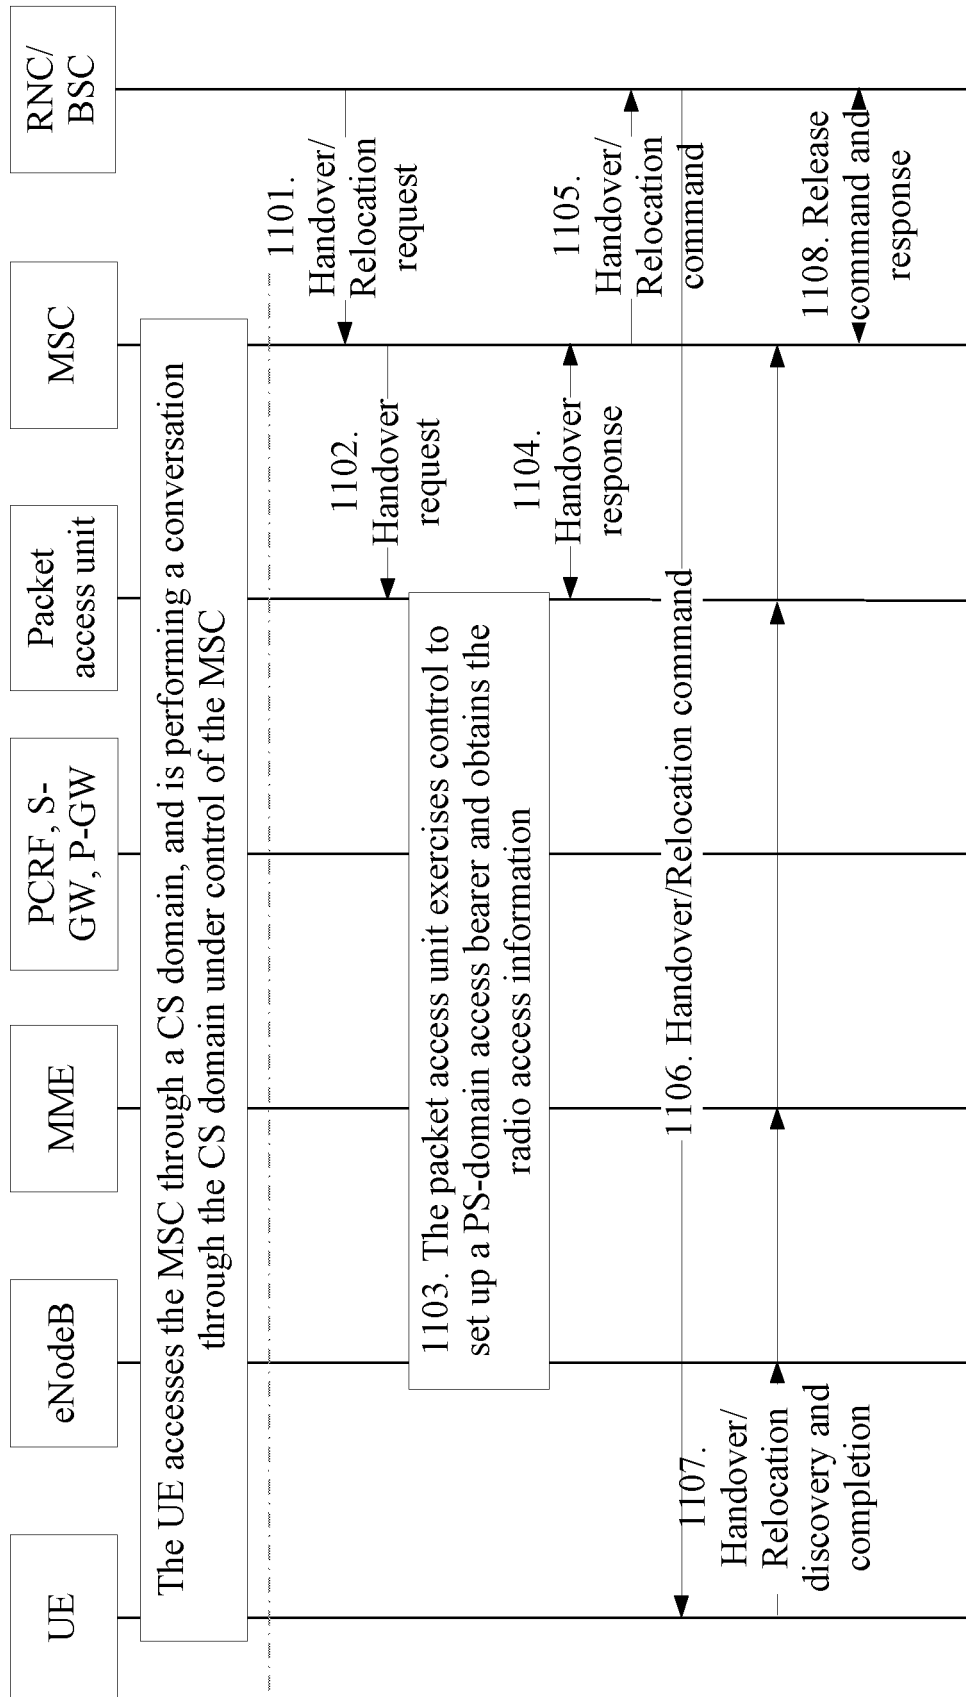 UE
eNodeB
MME
PCRF, S-
GW, P-GW
Packet
access unit
MSC
RNC/
BSC
The UE accesses the MSC through a CS domain, and is performing a conversation
through the CS domain under control of the MSC
1101.
Handover/
Relocation
request
1102.
Handover
request
1103. The packet access unit exercises control to
set up a PS-domain access bearer and obtains the
radio access information
1104.
Handover
response
1105.
Handover/
Relocation
command
1106. Handover/Relocation command
1107.
Handover/
Relocation
discovery and
completion
1108. Release
command and
response